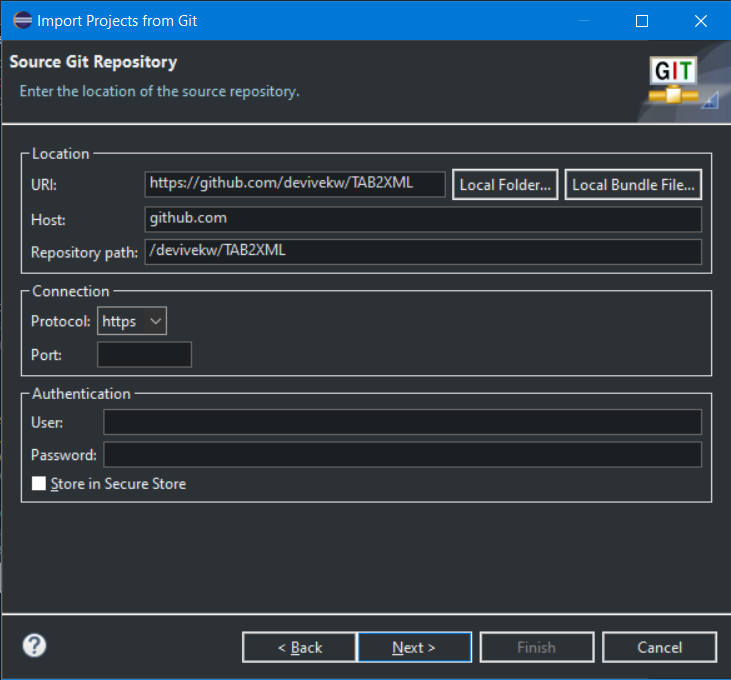 Import Projects from Git
Source Git Repository
Enter the location of the source repository.
GIT
Location
URI: https://github.com/devivekw/TAB2XML Local Folder... Local Bundle File...
Host: github.com
Repository path: /devivekw/TAB2XML
Connection
Protocol: https
Port:
Authentication
User:
Password:
Store in Secure Store
?
< Back Next > Finish Cancel